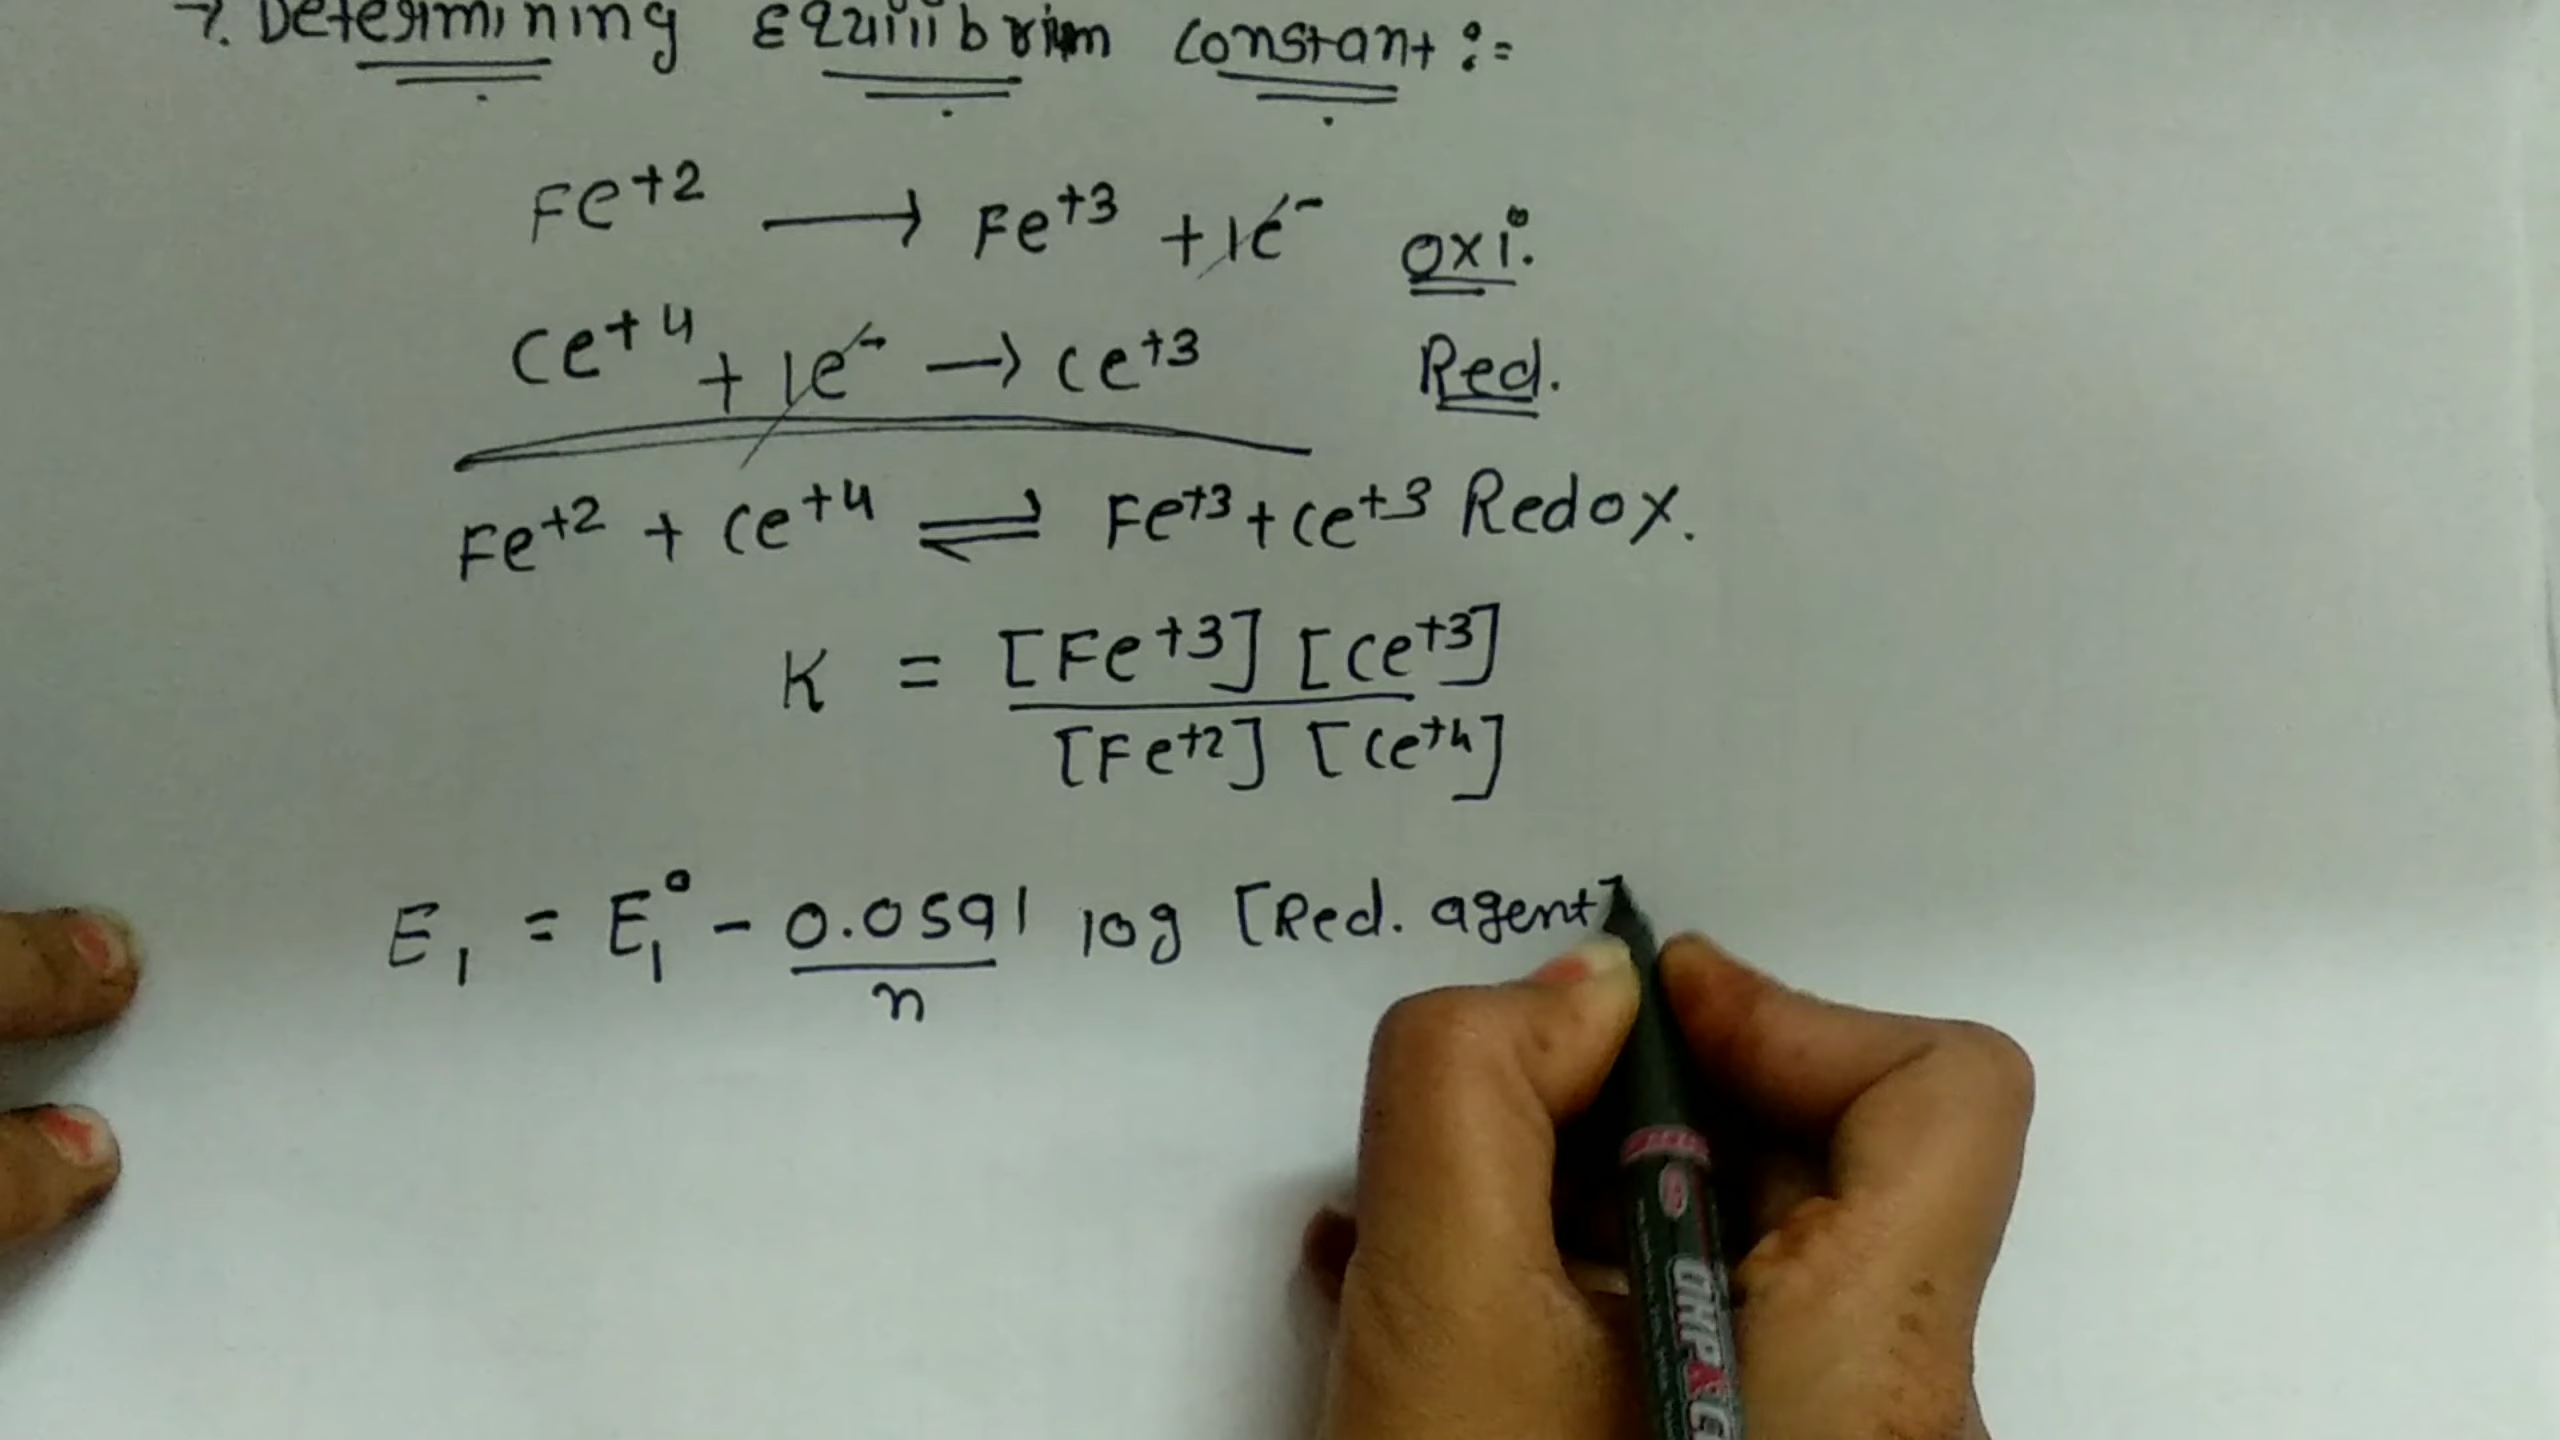 7. Determining Equilibrim Constant :=
Fe+2 → Fe+3 + 1e- oxi.
Ce+4 + 1e- → Ce+3 Red.
Fe+2 + Ce+4 ⇌ Fe+3 + Ce+3 Redox.
K = [Fe+3] [Ce+3]
[Fe+2] [Ce+4]
E1 = E1° - 0.0591 log [Red. agent]
n